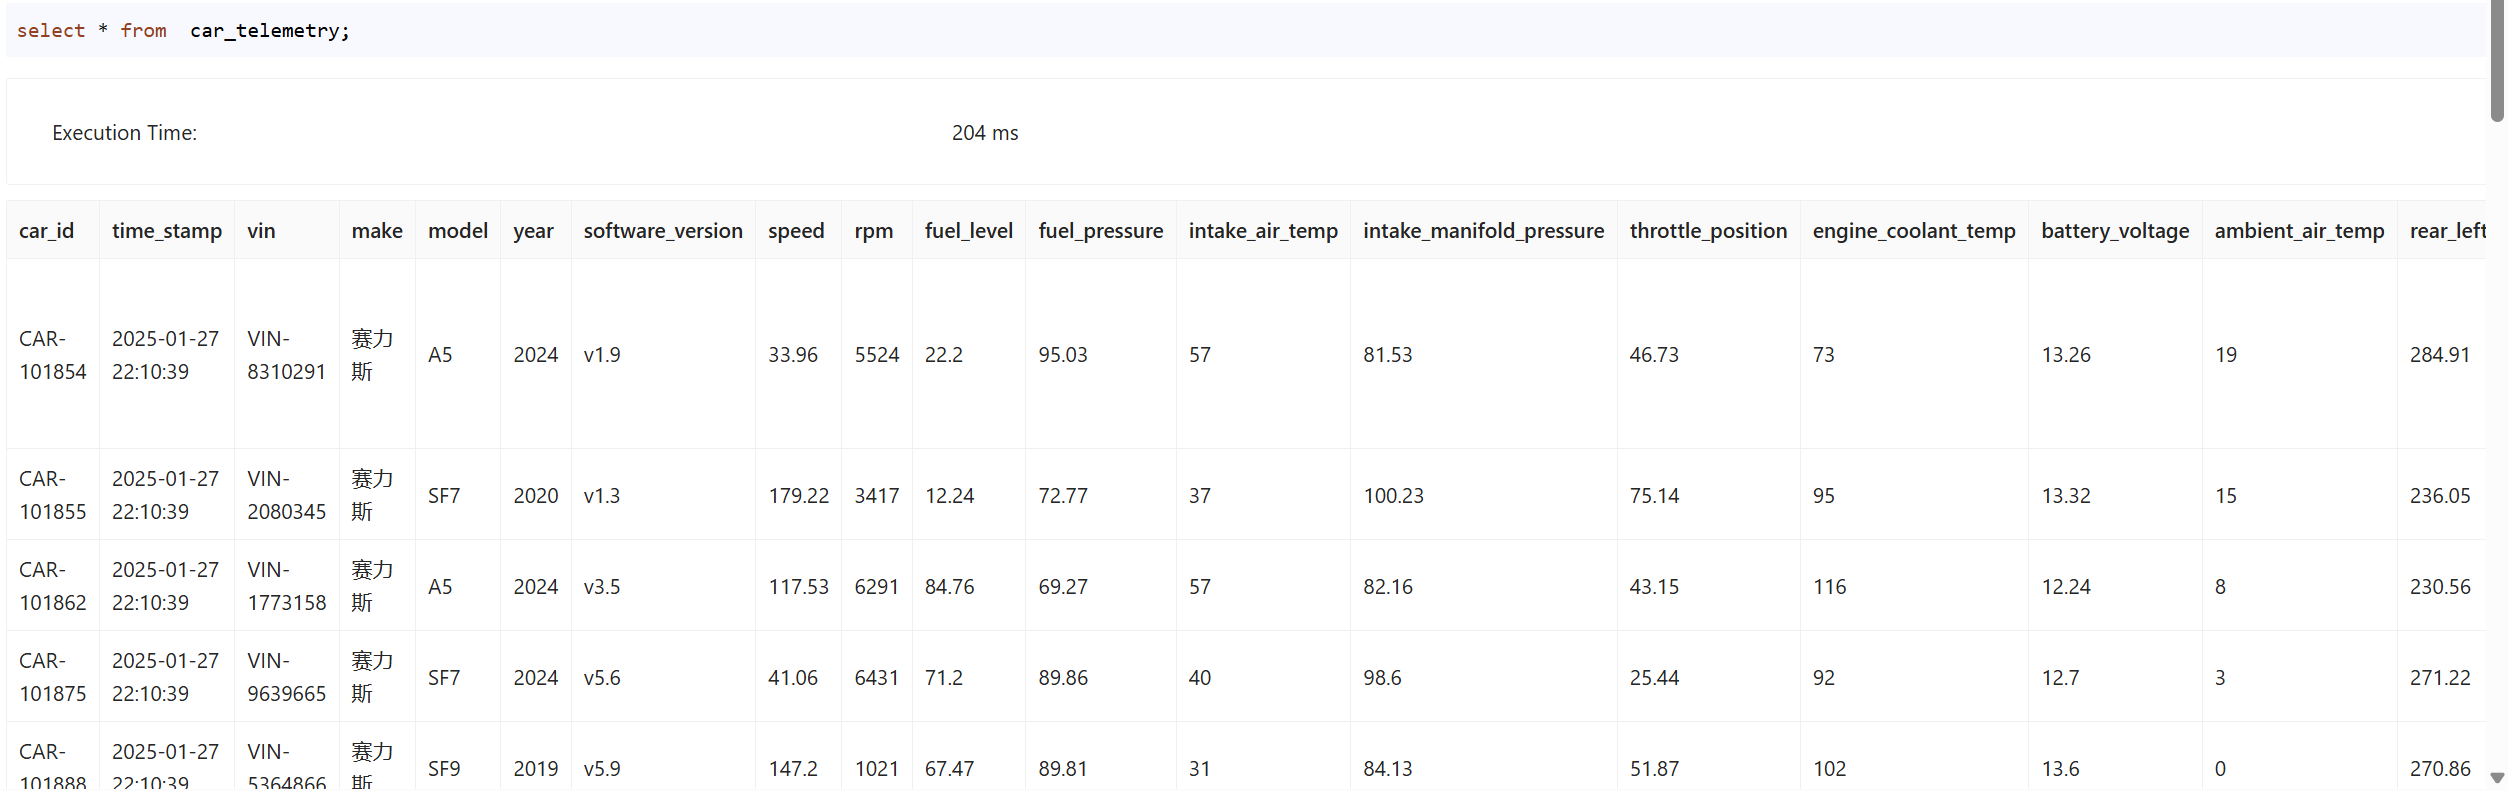 select * from car_telemetry;
Execution Time: 204 ms
car_id time_stamp vin make model year software_version speed rpm fuel_level fuel_pressure intake_air_temp intake_manifold_pressure throttle_position engine_coolant_temp battery_voltage ambient_air_temp rear_left
CAR-101854 2025-01-27 22:10:39 VIN-8310291 赛力斯 A5 2024 v1.9 33.96 5524 22.2 95.03 57 81.53 46.73 73 13.26 19 284.91
CAR-101855 2025-01-27 22:10:39 VIN-2080345 赛力斯 SF7 2020 v1.3 179.22 3417 12.24 72.77 37 100.23 75.14 95 13.32 15 236.05
CAR-101862 2025-01-27 22:10:39 VIN-1773158 赛力斯 A5 2024 v3.5 117.53 6291 84.76 69.27 57 82.16 43.15 116 12.24 8 230.56
CAR-101875 2025-01-27 22:10:39 VIN-9639665 赛力斯 SF7 2024 v5.6 41.06 6431 71.2 89.86 40 98.6 25.44 92 12.7 3 271.22
CAR-101888 2025-01-27 22:10:39 VIN-5364866 赛力斯 SF9 2019 v5.9 147.2 1021 67.47 89.81 31 84.13 51.87 102 13.6 0 270.86